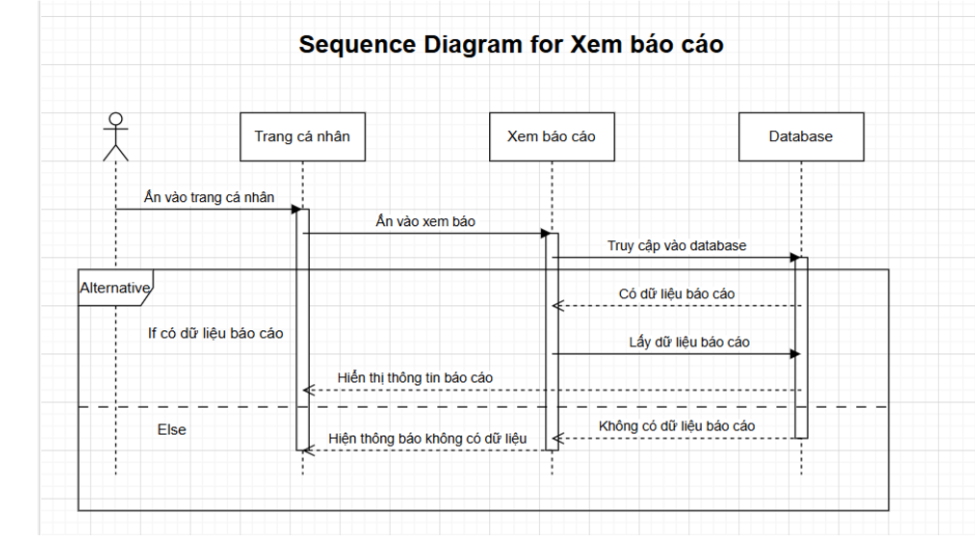 Sequence Diagram for Xem báo cáo
Trang cá nhân
Xem báo cáo
Database
Ấn vào trang cá nhân
Ấn vào xem báo
Truy cập vào database
Alternative
Có dữ liệu báo cáo
If có dữ liệu báo cáo
Lấy dữ liệu báo cáo
Hiển thị thông tin báo cáo
Else
Không có dữ liệu báo cáo
Hiện thông báo không có dữ liệu